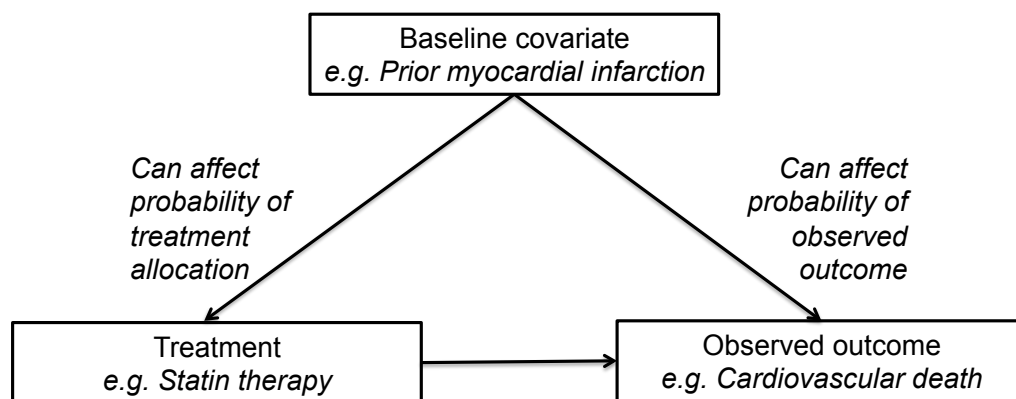 Baseline covariate
e.g. Prior myocardial infarction
Can affect
probability of
treatment
allocation
Can affect
probability of
observed
outcome
Treatment
e.g. Statin therapy
Observed outcome
e.g. Cardiovascular death